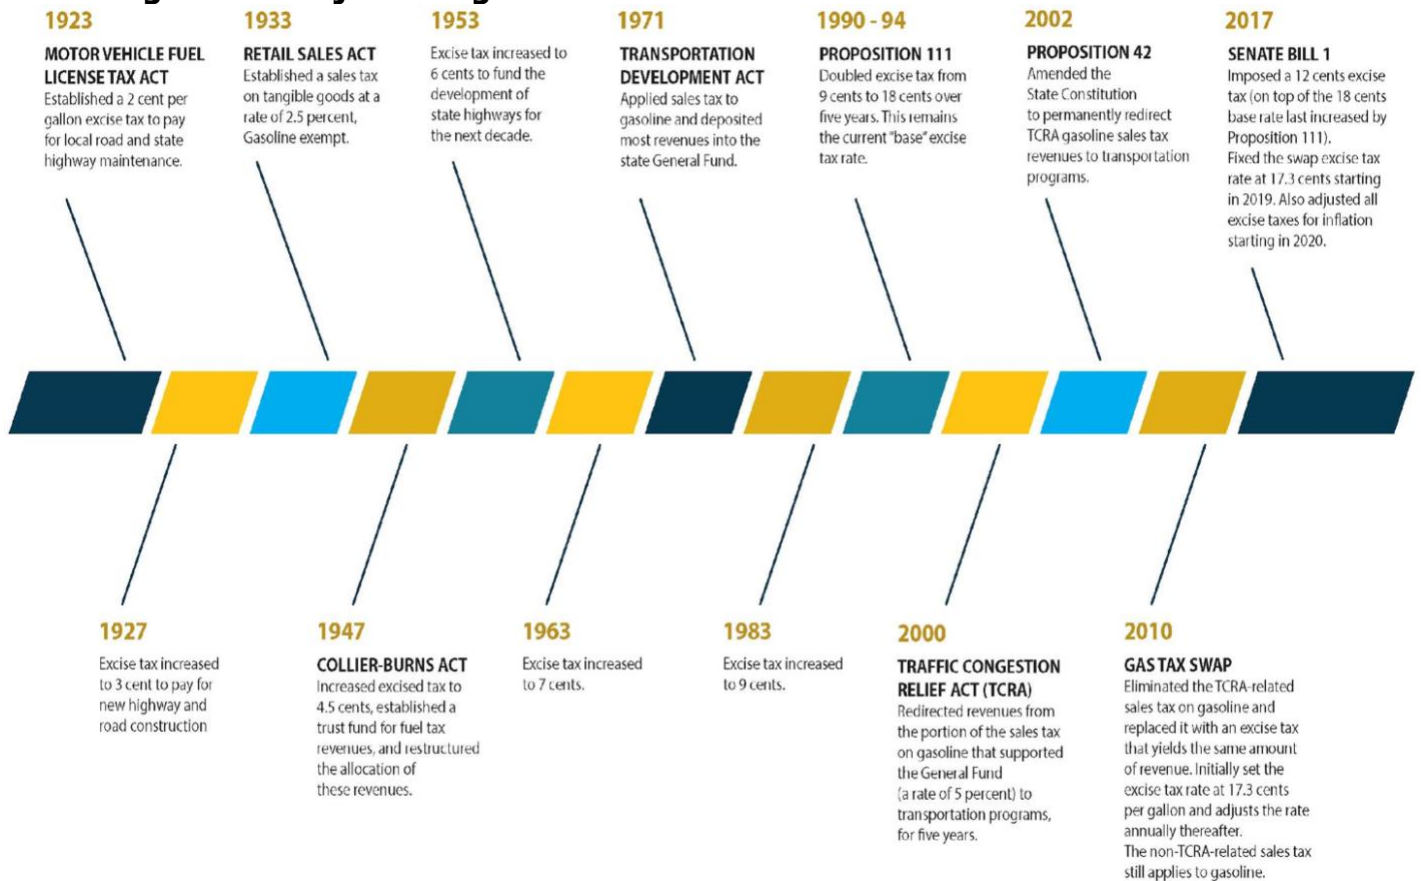 1923
MOTOR VEHICLE FUEL
LICENSE TAX ACT
Established a 2 cent per
gallon excise tax to pay
for local road and state
highway maintenance.
1933
RETAIL SALES ACT
Established a sales tax
on tangible goods at a
rate of 2.5 percent,
Gasoline exempt.
1953
Excise tax increased to
6 cents to fund the
development of
state highways for
the next decade.
1971
TRANSPORTATION
DEVELOPMENT ACT
Applied sales tax to
gasoline and deposited
most revenues into the
state General Fund.
1990 - 94
PROPOSITION 111
Doubled excise tax from
9 cents to 18 cents over
five years. This remains
the current "base" excise
tax rate.
2002
PROPOSITION 42
Amended the
State Constitution
to permanently redirect
TCRA gasoline sales tax
revenues to transportation
programs.
2017
SENATE BILL 1
Imposed a 12 cents excise
tax (on top of the 18 cents
base rate last increased by
Proposition 111).
Fixed the swap excise tax
rate at 17.3 cents starting
in 2019. Also adjusted all
excise taxes for inflation
starting in 2020.
1927
Excise tax increased
to 3 cent to pay for
new highway and
road construction
1947
COLLIER-BURNS ACT
Increased excised tax to
4.5 cents, established a
trust fund for fuel tax
revenues, and restructured
the allocation of
these revenues.
1963
Excise tax increased
to 7 cents.
1983
Excise tax increased
to 9 cents.
2000
TRAFFIC CONGESTION
RELIEF ACT (TCRA)
Redirected revenues from
the portion of the sales tax
on gasoline that supported
the General Fund
(a rate of 5 percent) to
transportation programs,
for five years.
2010
GAS TAX SWAP
Eliminated the TCRA-related
sales tax on gasoline and
replaced it with an excise tax
that yields the same amount
of revenue. Initially set the
excise tax rate at 17.3 cents
per gallon and adjusts the rate
annually thereafter.
The non-TCRA-related sales tax
still applies to gasoline.